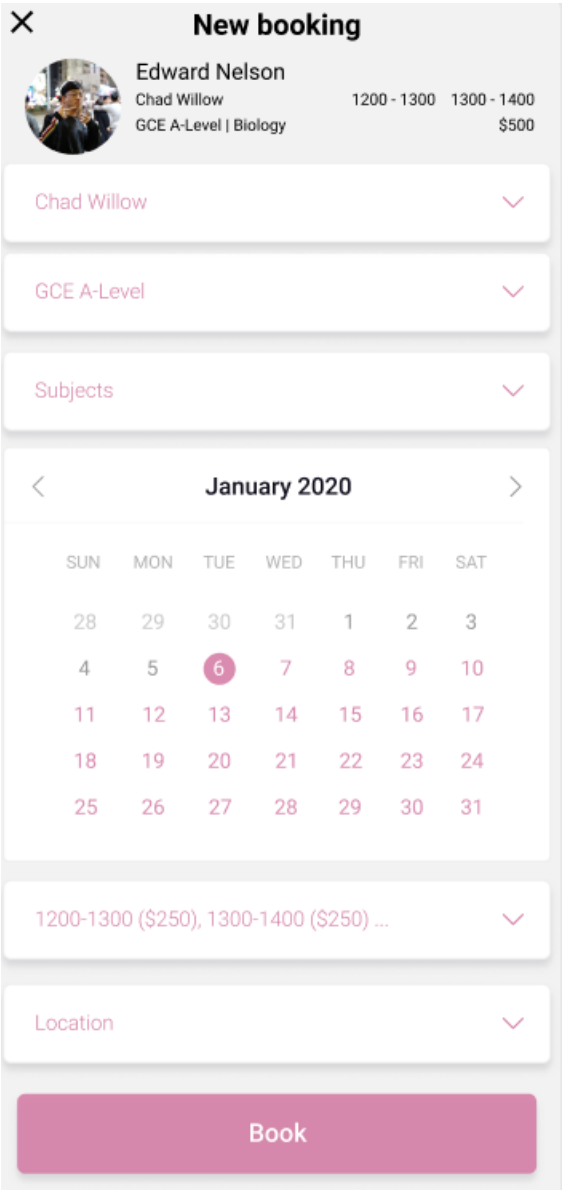 New booking
Edward Nelson
Chad Willow 1200 - 1300 1300 - 1400
GCE A-Level | Biology $500
Chad Willow
GCE A-Level
Subjects
January 2020
SUN MON TUE WED THU FRI SAT
28 29 30 31 1 2 3
4 5 6 7 8 9 10
11 12 13 14 15 16 17
18 19 20 21 22 23 24
25 26 27 28 29 30 31
1200-1300 ($250), 1300-1400 ($250) ...
Location
Book